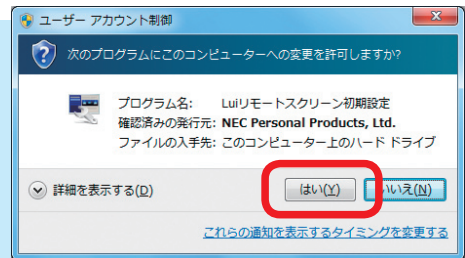 ユーザー アカウント制御
次のプログラムにこのコンピューターへの変更を許可しますか?
プログラム名: Luiリモートスクリーン初期設定
確認済みの発行元: NEC Personal Products, Ltd.
ファイルの入手先: このコンピューター上のハード ドライブ
詳細を表示する(D) はい(Y) いいえ(N)
これらの通知を表示するタイミングを変更する